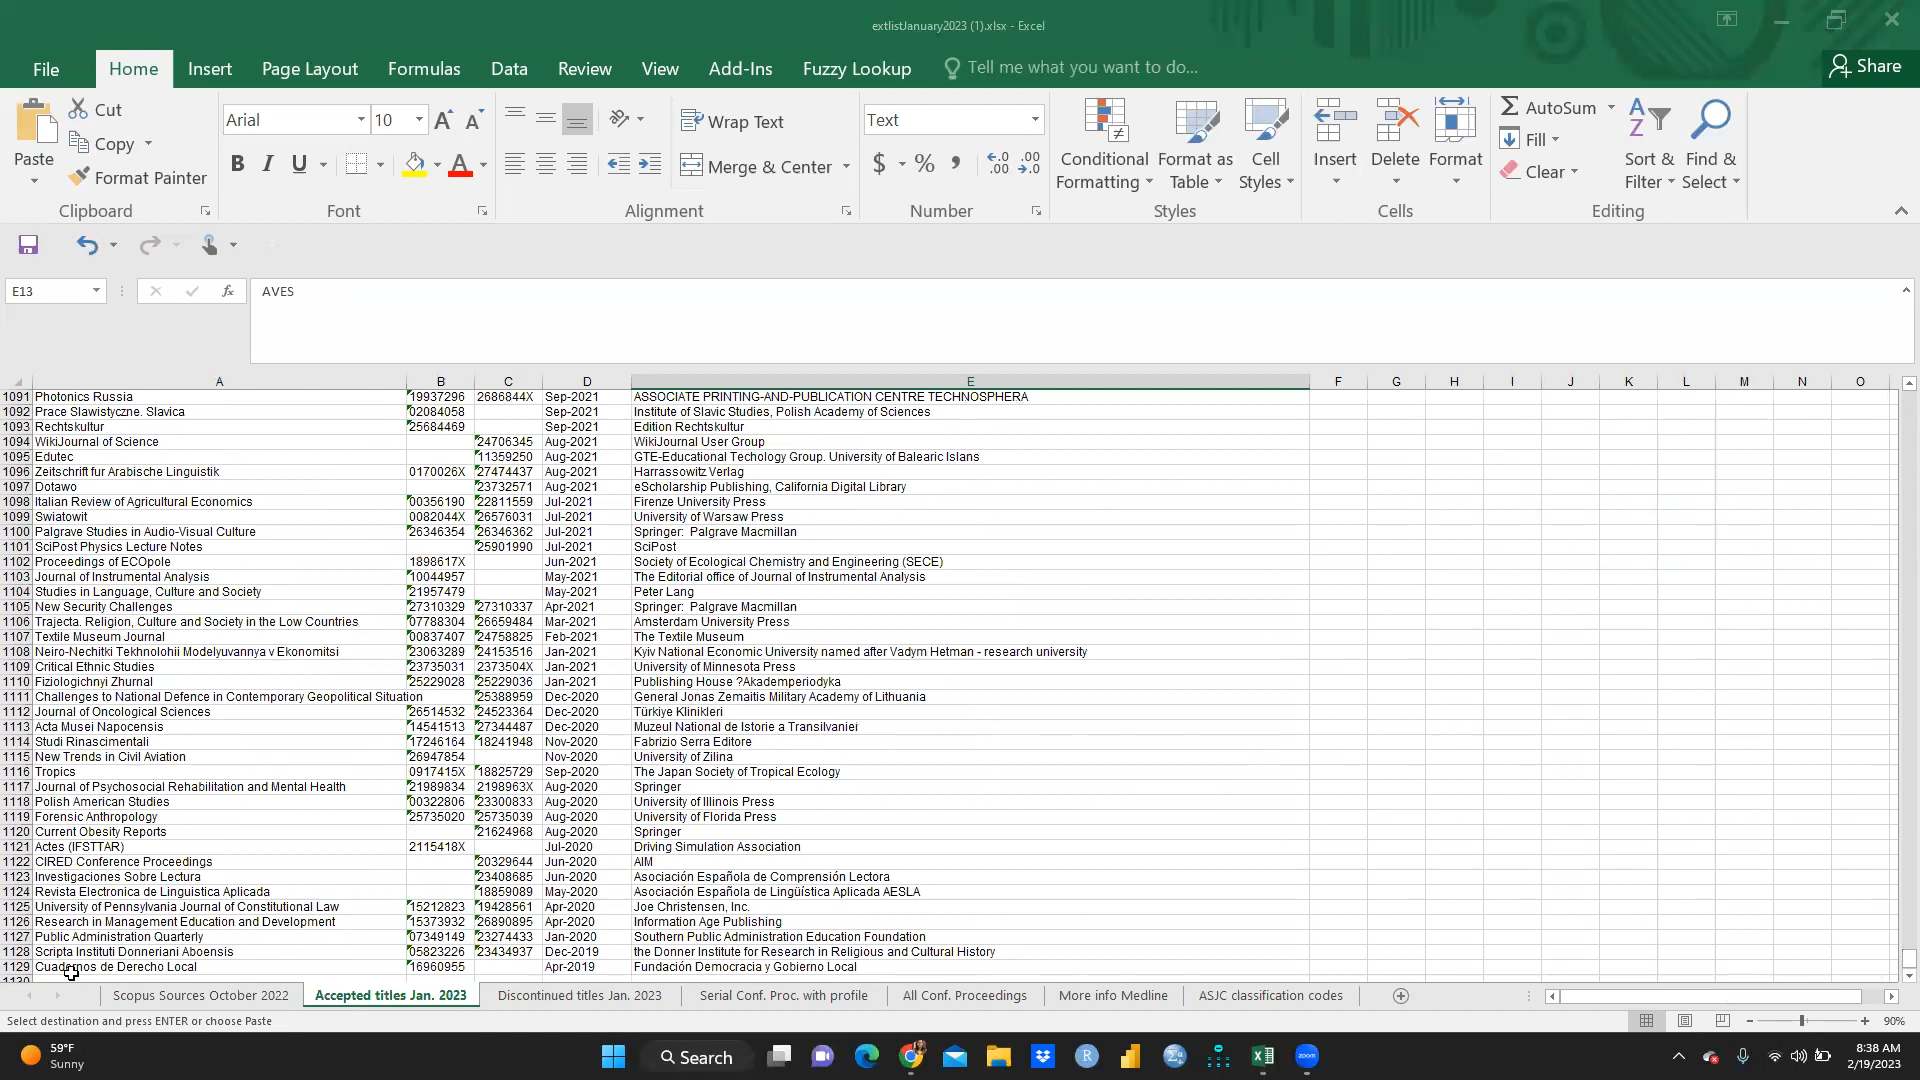 extlistJanuary2023 (1).xlsx - Excel
File Home Insert Page Layout Formulas Data Review View Add-Ins Fuzzy Lookup Tell me what you want to do... Share
Paste
Cut
Copy
Format Painter
Clipboard
Arial 10
B I U
Font
Wrap Text
Merge & Center
Alignment
Text
$ % ,
Number
Conditional Formatting
Format as Table
Cell Styles
Styles
Insert Delete Format
Cells
AutoSum
Fill
Clear
Sort & Filter
Find & Select
Editing
E13 fx AVES
A B C D E F G H I J K L M N O
1091 Photonics Russia 19937296 2686844X Sep-2021 ASSOCIATE PRINTING-AND-PUBLICATION CENTRE TECHNOSPHERA
1092 Prace Slawistyczne. Slavica 02084058 Sep-2021 Institute of Slavic Studies, Polish Academy of Sciences
1093 Rechtskultur 25684469 Sep-2021 Edition Rechtskultur
1094 WikiJournal of Science 24706345 Aug-2021 WikiJournal User Group
1095 Edutec 11359250 Aug-2021 GTE-Educational Techology Group. University of Balearic Islans
1096 Zeitschrift fur Arabische Linguistik 0170026X 27474437 Aug-2021 Harrassowitz Verlag
1097 Dotawo 23732571 Aug-2021 eScholarship Publishing, California Digital Library
1098 Italian Review of Agricultural Economics 00356190 22811559 Jul-2021 Firenze University Press
1099 Swiatowit 0082044X 26576031 Jul-2021 University of Warsaw Press
1100 Palgrave Studies in Audio-Visual Culture 26346354 26346362 Jul-2021 Springer: Palgrave Macmillan
1101 SciPost Physics Lecture Notes 25901990 Jul-2021 SciPost
1102 Proceedings of ECOpole 1898617X Jun-2021 Society of Ecological Chemistry and Engineering (SECE)
1103 Journal of Instrumental Analysis 10044957 May-2021 The Editorial office of Journal of Instrumental Analysis
1104 Studies in Language, Culture and Society 21957479 May-2021 Peter Lang
1105 New Security Challenges 27310329 27310337 Apr-2021 Springer: Palgrave Macmillan
1106 Trajecta. Religion, Culture and Society in the Low Countries 07788304 26659484 Mar-2021 Amsterdam University Press
1107 Textile Museum Journal 00837407 24758825 Feb-2021 The Textile Museum
1108 Neiro-Nechitki Tekhnolohii Modelyuvannya v Ekonomitsi 23063289 24153516 Jan-2021 Kyiv National Economic University named after Vadym Hetman - research university
1109 Critical Ethnic Studies 23735031 2373504X Jan-2021 University of Minnesota Press
1110 Fiziologichnyi Zhurnal 25229028 25229036 Jan-2021 Publishing House ?Akademperiodyka
1111 Challenges to National Defence in Contemporary Geopolitical Situation 25388959 Dec-2020 General Jonas Zemaitis Military Academy of Lithuania
1112 Journal of Oncological Sciences 26514532 24523364 Dec-2020 Türkiye Klinikleri
1113 Acta Musei Napocensis 14541513 27344487 Dec-2020 Muzeul National de Istorie a Transilvaniei
1114 Studi Rinascimentali 17246164 18241948 Nov-2020 Fabrizio Serra Editore
1115 New Trends in Civil Aviation 26947854 Nov-2020 University of Zilina
1116 Tropics 0917415X 18825729 Sep-2020 The Japan Society of Tropical Ecology
1117 Journal of Psychosocial Rehabilitation and Mental Health 21989834 2198963X Aug-2020 Springer
1118 Polish American Studies 00322806 23300833 Aug-2020 University of Illinois Press
1119 Forensic Anthropology 25735020 25735039 Aug-2020 University of Florida Press
1120 Current Obesity Reports 21624968 Aug-2020 Springer
1121 Actes (IFSTTAR) 2115418X Jul-2020 Driving Simulation Association
1122 CIRED Conference Proceedings 20329644 Jun-2020 AIM
1123 Investigaciones Sobre Lectura 23408685 Jun-2020 Asociación Española de Comprensión Lectora
1124 Revista Electronica de Linguistica Aplicada 18859089 May-2020 Asociación Española de Lingüística Aplicada AESLA
1125 University of Pennsylvania Journal of Constitutional Law 15212823 19428561 Apr-2020 Joe Christensen, Inc.
1126 Research in Management Education and Development 15373932 26890895 Apr-2020 Information Age Publishing
1127 Public Administration Quarterly 07349149 23274433 Jan-2020 Southern Public Administration Education Foundation
1128 Scripta Instituti Donneriani Aboensis 05823226 23434937 Dec-2019 the Donner Institute for Research in Religious and Cultural History
1129 Cuadernos de Derecho Local 16960955 Apr-2019 Fundación Democracia y Gobierno Local
1130
Scopus Sources October 2022 Accepted titles Jan. 2023 Discontinued titles Jan. 2023 Serial Conf. Proc. with profile All Conf. Proceedings More info Medline ASJC classification codes
Select destination and press ENTER or choose Paste 90%
59°F
Sunny
Search
zoom
8:38 AM
2/19/2023